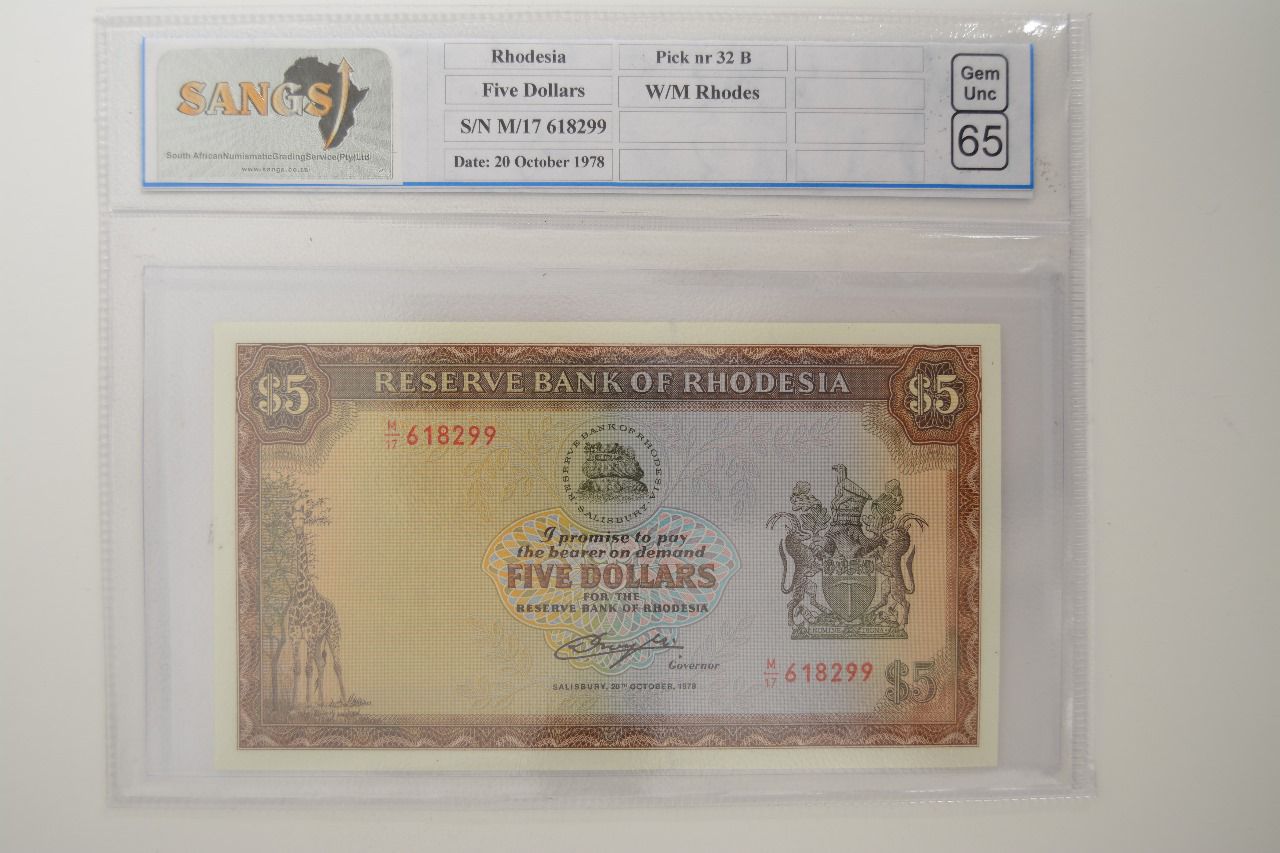 SANGS
South AfricanNumismaticGradingService(Pty)Ltd
www.sangs.co.za
Rhodesia
Pick nr 32 B
Five Dollars
W/M Rhodes
S/N M/17 618299
Date: 20 October 1978
Gem
Unc
65
$5
RESERVE BANK OF RHODESIA
$5
M/17 618299
RESERVE BANK OF RHODESIA
SALISBURY
I promise to pay
the bearer on demand
FIVE DOLLARS
FOR THE
RESERVE BANK OF RHODESIA
Governor
SALISBURY, 20TH OCTOBER, 1978
M/17 618299
$5